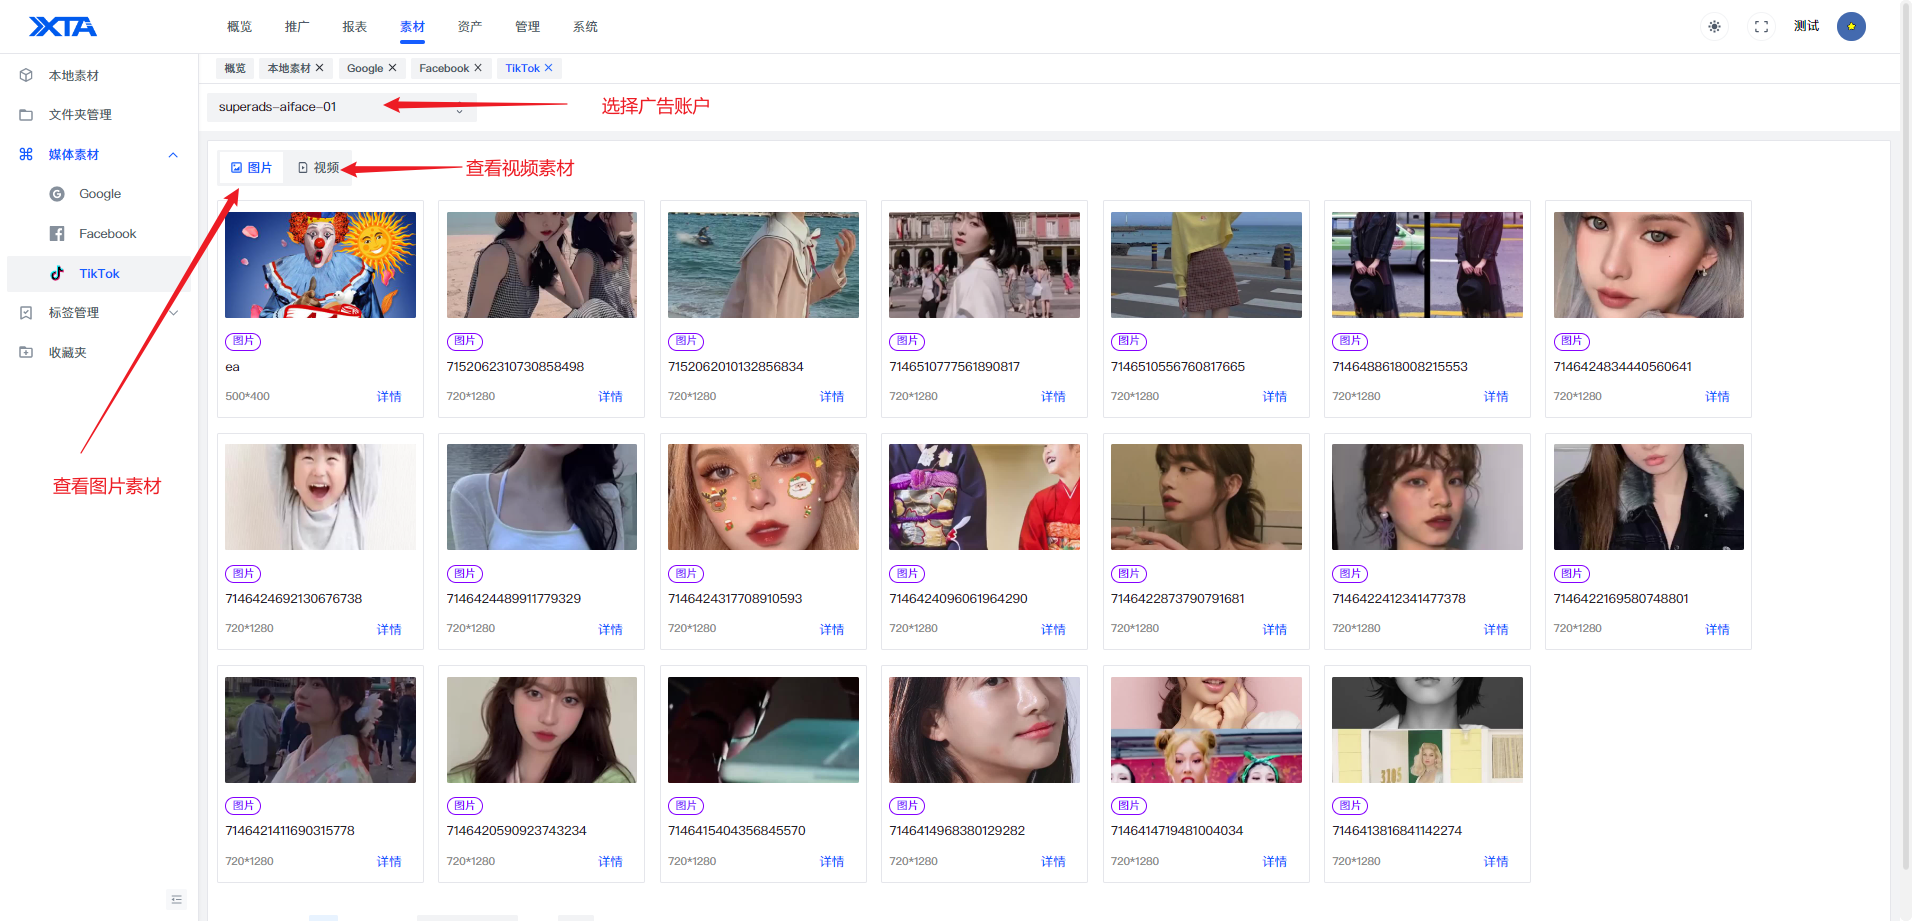 XTA
概览 推广 报表 素材 资产 管理 系统
测试
本地素材
文件夹管理
媒体素材
Google
Facebook
TikTok
标签管理
收藏夹
概览 本地素材 × Google × Facebook × TikTok ×
superads-aiface-01
选择广告账户
图片 视频
查看视频素材
查看图片素材
图片 图片 图片 图片 图片 图片 图片
ea 7152062310730858498 7152062010132856834 7146510777561890817 7146510556760817665 7146488618008215553 7146424834440560641
500*400 详情 720*1280 详情 720*1280 详情 720*1280 详情 720*1280 详情 720*1280 详情 720*1280 详情
图片 图片 图片 图片 图片 图片 图片
7146424692130676738 7146424489911779329 7146424317708910593 7146424096061964290 7146422873790791681 7146422412341477378 7146422169580748801
720*1280 详情 720*1280 详情 720*1280 详情 720*1280 详情 720*1280 详情 720*1280 详情 720*1280 详情
3105
图片 图片 图片 图片 图片 图片
7146421411690315778 7146420590923743234 7146415404356845570 7146414968380129282 7146414719481004034 7146413816841142274
720*1280 详情 720*1280 详情 720*1280 详情 720*1280 详情 720*1280 详情 720*1280 详情